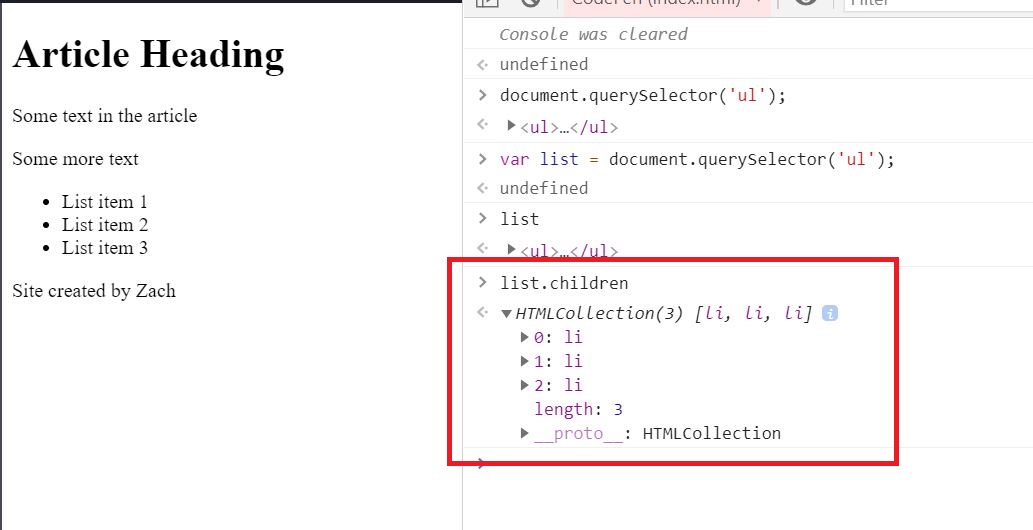 Article Heading
Some text in the article
Some more text
• List item 1
• List item 2
• List item 3
Site created by Zach
CodePen (index.html)
Filter
Console was cleared
undefined
document.querySelector('ul');
<ul>…</ul>
var list = document.querySelector('ul');
undefined
list
<ul>…</ul>
list.children
HTMLCollection(3) [li, li, li] i
0: li
1: li
2: li
length: 3
__proto__: HTMLCollection